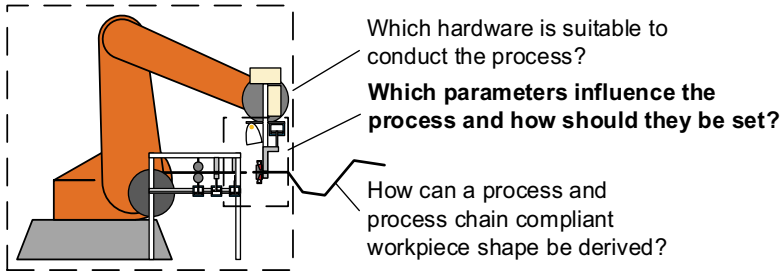 Which hardware is suitable to
conduct the process?
Which parameters influence the
process and how should they be set?
How can a process and
process chain compliant
workpiece shape be derived?